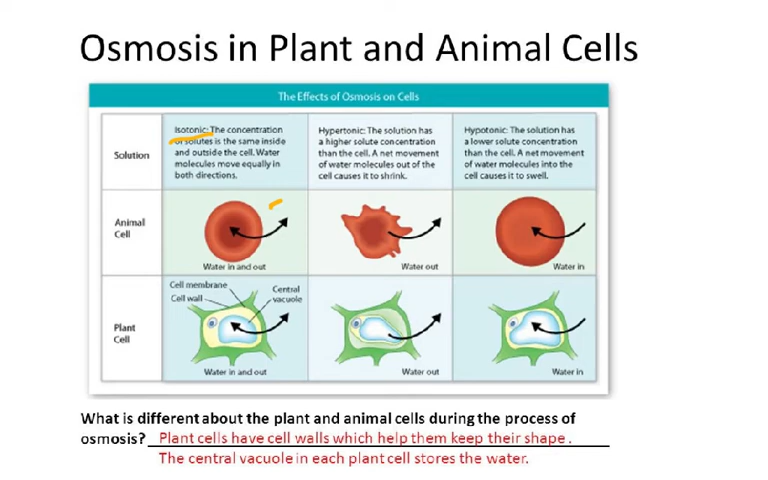 Osmosis in Plant and Animal Cells
The Effects of Osmosis on Cells
Solution
Isotonic: The concentration
of solutes is the same inside
and outside the cell. Water
molecules move equally in
both directions.
Hypertonic: The solution has
a higher solute concentration
than the cell. A net movement
of water molecules out of the
cell causes it to shrink.
Hypotonic: The solution has
a lower solute concentration
than the cell. A net movement
of water molecules into the
cell causes it to swell.
Animal
Cell
Water in and out
Water out
Water in
Plant
Cell
Cell membrane
Cell wall
Central
vacuole
Water in and out
Water out
Water in
What is different about the plant and animal cells during the process of
osmosis? Plant cells have cell walls which help them keep their shape .
The central vacuole in each plant cell stores the water.